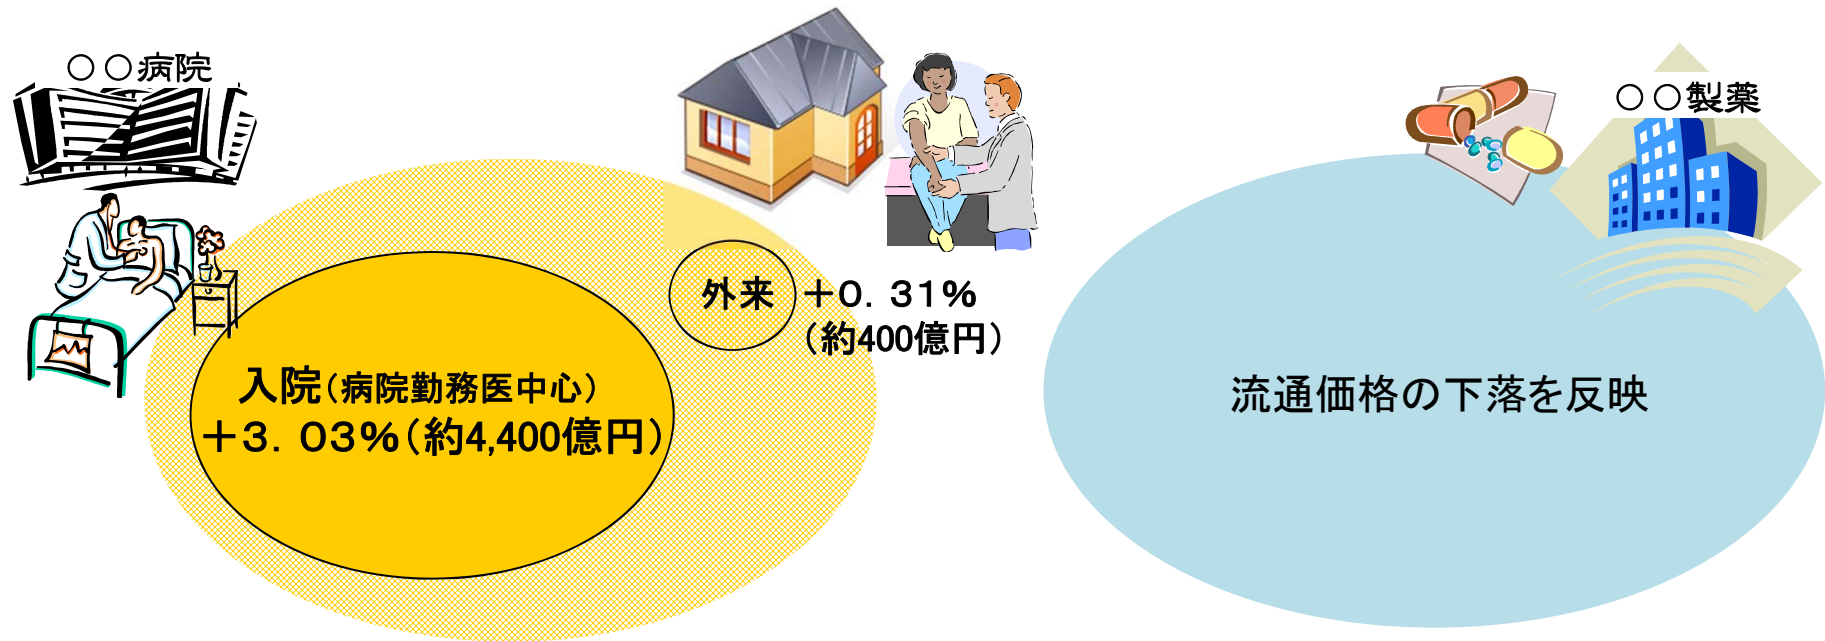 ○○病院
○○製薬
外来
＋０．３１％
（約400億円）
入院（病院勤務医中心）
＋３．０３％（約4,400億円）
流通価格の下落を反映